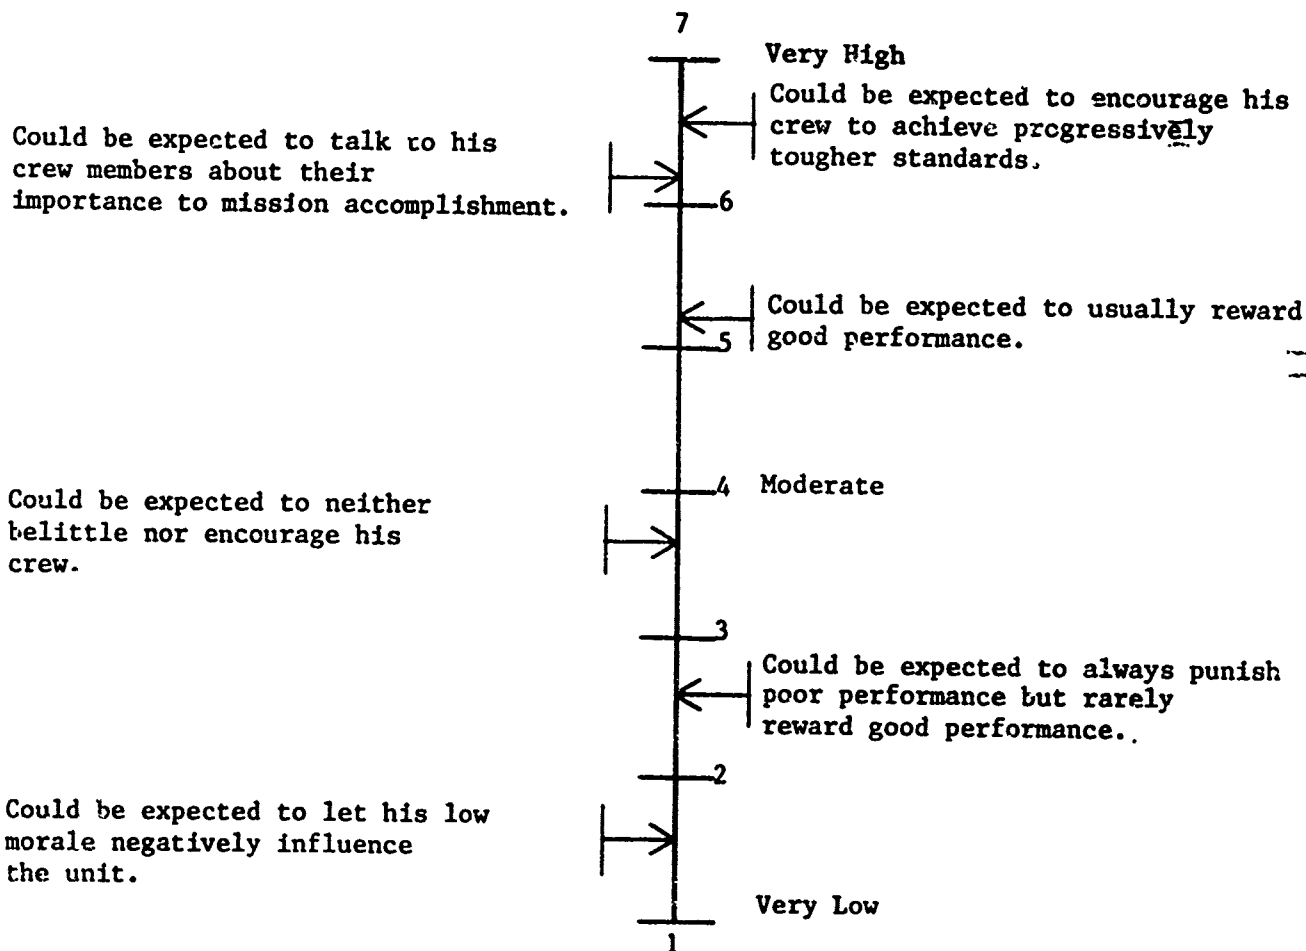 7
Very High
Could be expected to encourage his
crew to achieve progressively
tougher standards.
Could be expected to talk to his
crew members about their
importance to mission accomplishment.
6
Could be expected to usually reward
good performance.
5
4 Moderate
Could be expected to neither
belittle nor encourage his
crew.
3
Could be expected to always punish
poor performance but rarely
reward good performance.
2
Could be expected to let his low
morale negatively influence
the unit.
Very Low
1